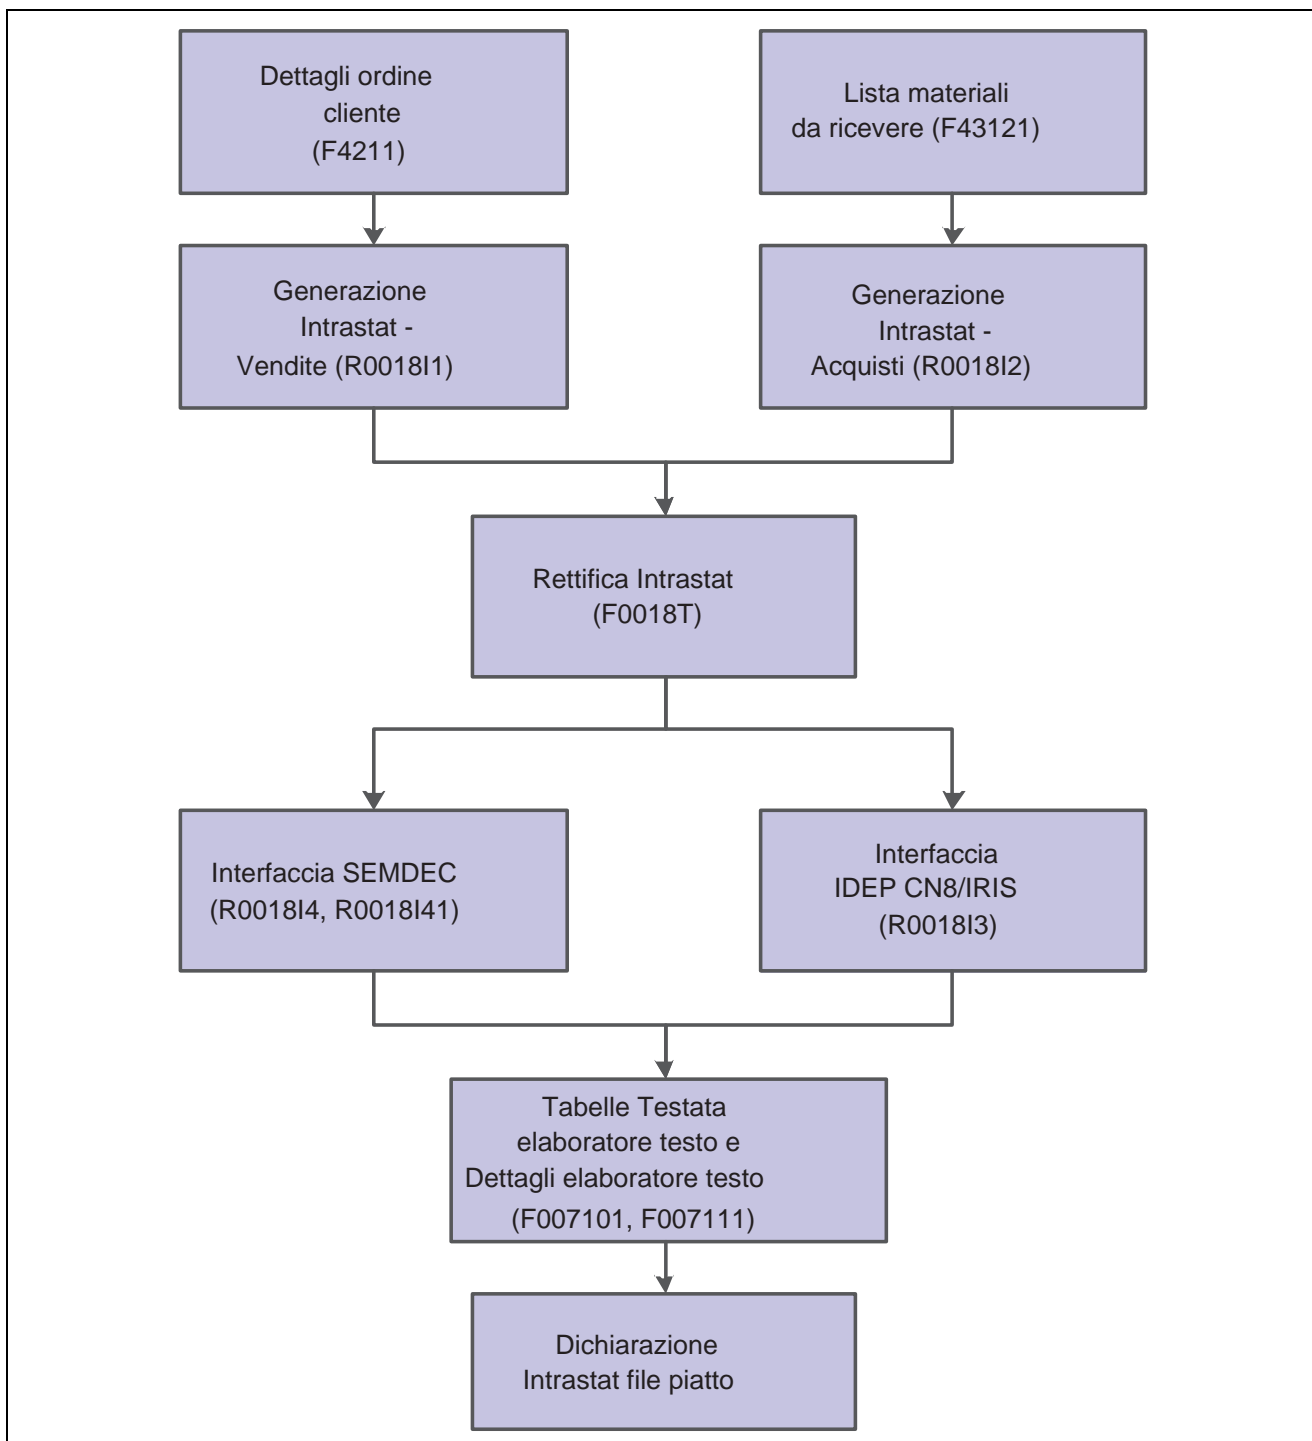 Dettagli ordine
cliente
(F4211)
Lista materiali
da ricevere (F43121)
Generazione
Intrastat -
Vendite (R0018I1)
Generazione
Intrastat -
Acquisti (R0018I2)
Rettifica Intrastat
(F0018T)
Interfaccia SEMDEC
(R0018I4, R0018I41)
Interfaccia
IDEP CN8/IRIS
(R0018I3)
Tabelle Testata
elaboratore testo e
Dettagli elaboratore testo
(F007101, F007111)
Dichiarazione
Intrastat file piatto